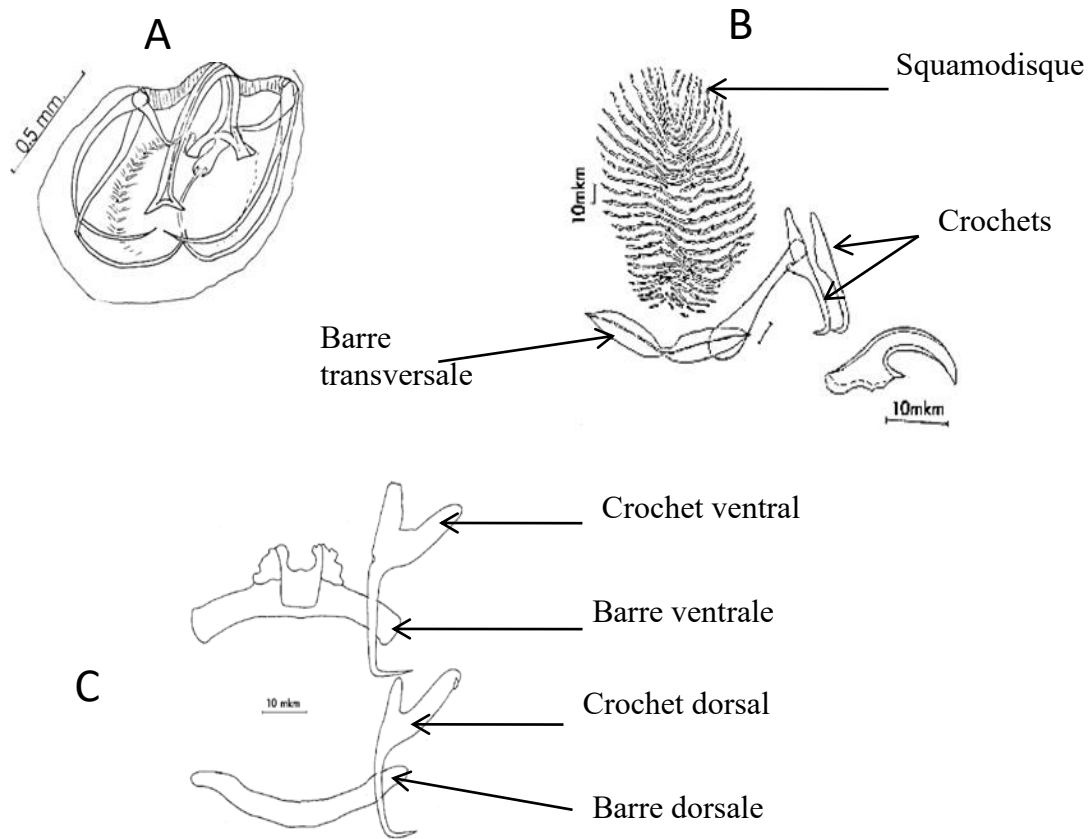 A
0.5 mm.
B
Squamodisque
10mkm
Crochets
Barre
transversale
10mkm
Crochet ventral
Barre ventrale
C
10 mkm
Crochet dorsal
Barre dorsale